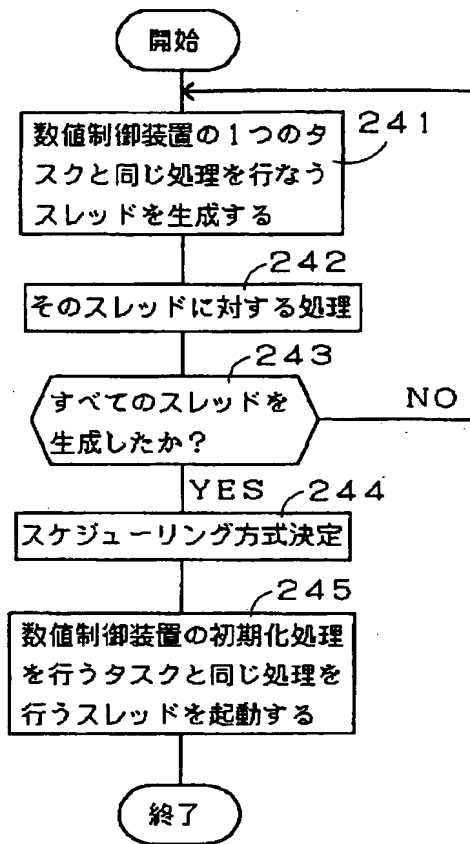 開始
数値制御装置の1つのタ
スクと同じ処理を行なう
スレッドを生成する
241
242
そのスレッドに対する処理
243
すべてのスレッドを
生成したか？
NO
YES
244
スケジューリング方式決定
245
数値制御装置の初期化処理
を行うタスクと同じ処理を
行うスレッドを起動する
終了